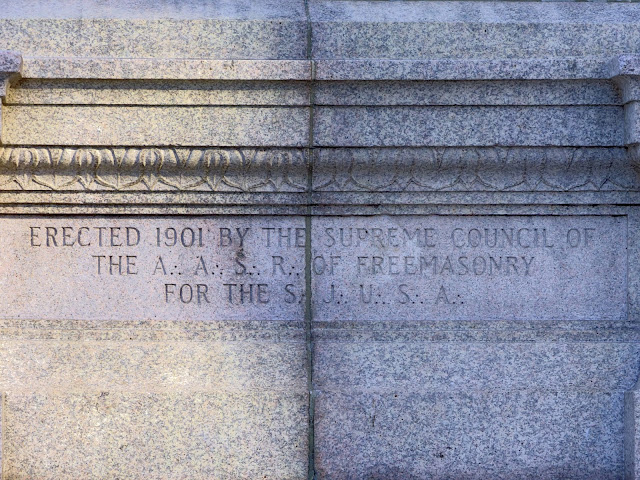 ERECTED 1901 BY THE SUPREME COUNCIL OF
THE A∴ A∴ S∴ R∴ OF FREEMASONRY
FOR THE S∴ J∴ U∴ S∴ A∴